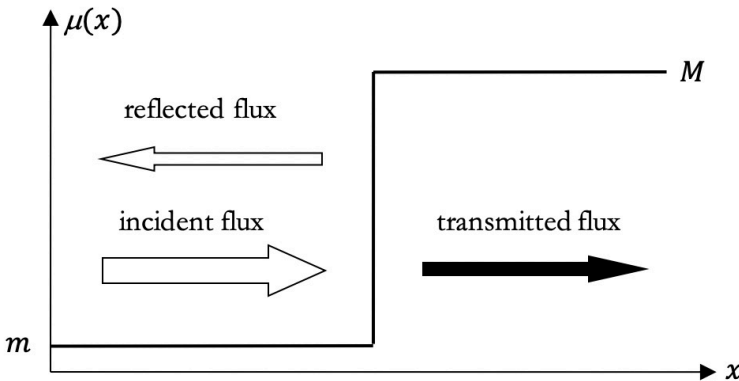 μ(x)
M
reflected flux
incident flux
transmitted flux
m
x